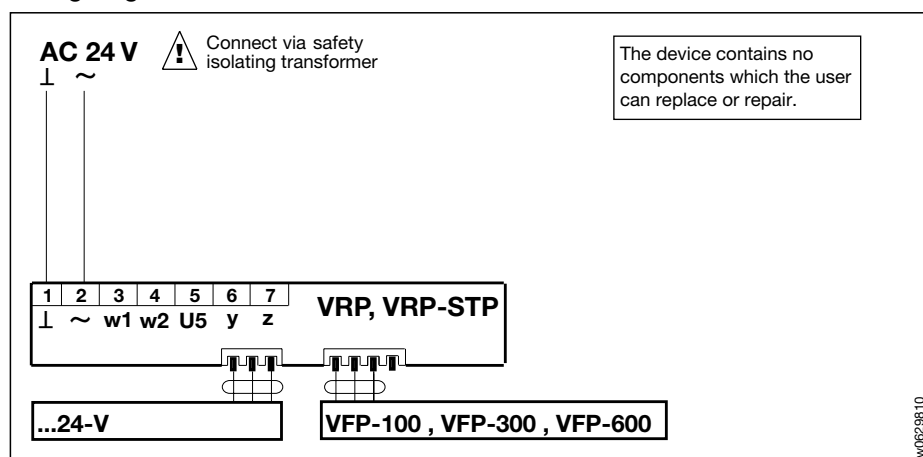 AC 24 V
⊥ ~
Connect via safety
isolating transformer
The device contains no
components which the user
can replace or repair.
1 2 3 4 5 6 7
⊥ ~ w1 w2 U5 y z
VRP, VRP-STP
...24-V
VFP-100 , VFP-300 , VFP-600